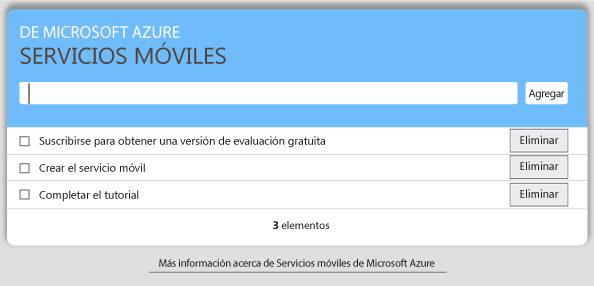 DE MICROSOFT AZURE
SERVICIOS MÓVILES
Agregar
Suscribirse para obtener una versión de evaluación gratuita Eliminar
Crear el servicio móvil Eliminar
Completar el tutorial Eliminar
3 elementos
Más información acerca de Servicios móviles de Microsoft Azure